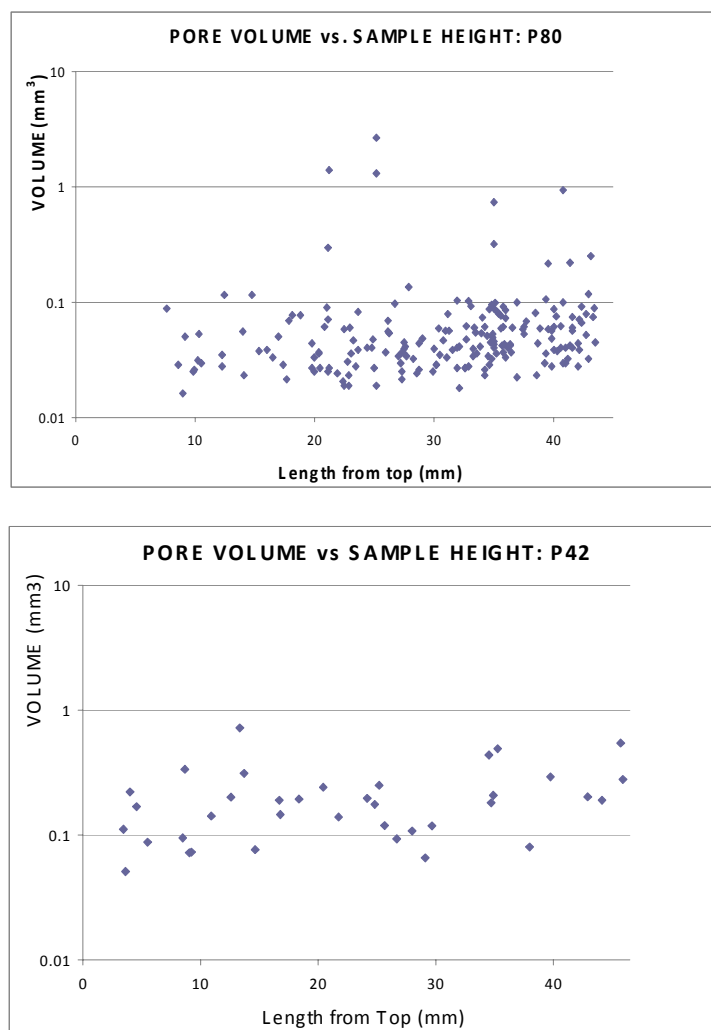 PORE VOLUME vs. SAMPLE HEIGHT: P80
VOLUME (mm³)
10
1
0.1
0.01
0 10 20 30 40
Length from top (mm)
PORE VOLUME vs SAMPLE HEIGHT: P42
VOLUME (mm3)
10
1
0.1
0.01
0 10 20 30 40
Length from Top (mm)